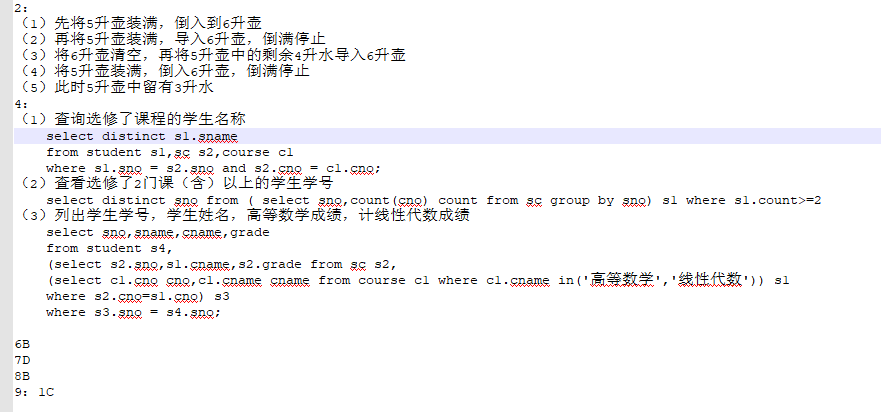 2:
（1）先将5升壶装满，倒入到6升壶
（2）再将5升壶装满，导入6升壶，倒满停止
（3）将6升壶清空，再将5升壶中的剩余4升水导入6升壶
（4）将5升壶装满，倒入6升壶，倒满停止
（5）此时5升壶中留有3升水
4:
（1）查询选修了课程的学生名称
select distinct s1.sname
from student s1,sc s2,course c1
where s1.sno = s2.sno and s2.cno = c1.cno;
（2）查看选修了2门课（含）以上的学生学号
select distinct sno from ( select sno,count(cno) count from sc group by sno) s1 where s1.count>=2
（3）列出学生学号，学生姓名，高等数学成绩，计线性代数成绩
select sno,sname,cname,grade
from student s4,
(select s2.sno,s1.cname,s2.grade from sc s2,
(select c1.cno cno,c1.cname cname from course c1 where c1.cname in('高等数学','线性代数')) s1
where s2.cno=s1.cno) s3
where s3.sno = s4.sno;
6B
7D
8B
9: 1C